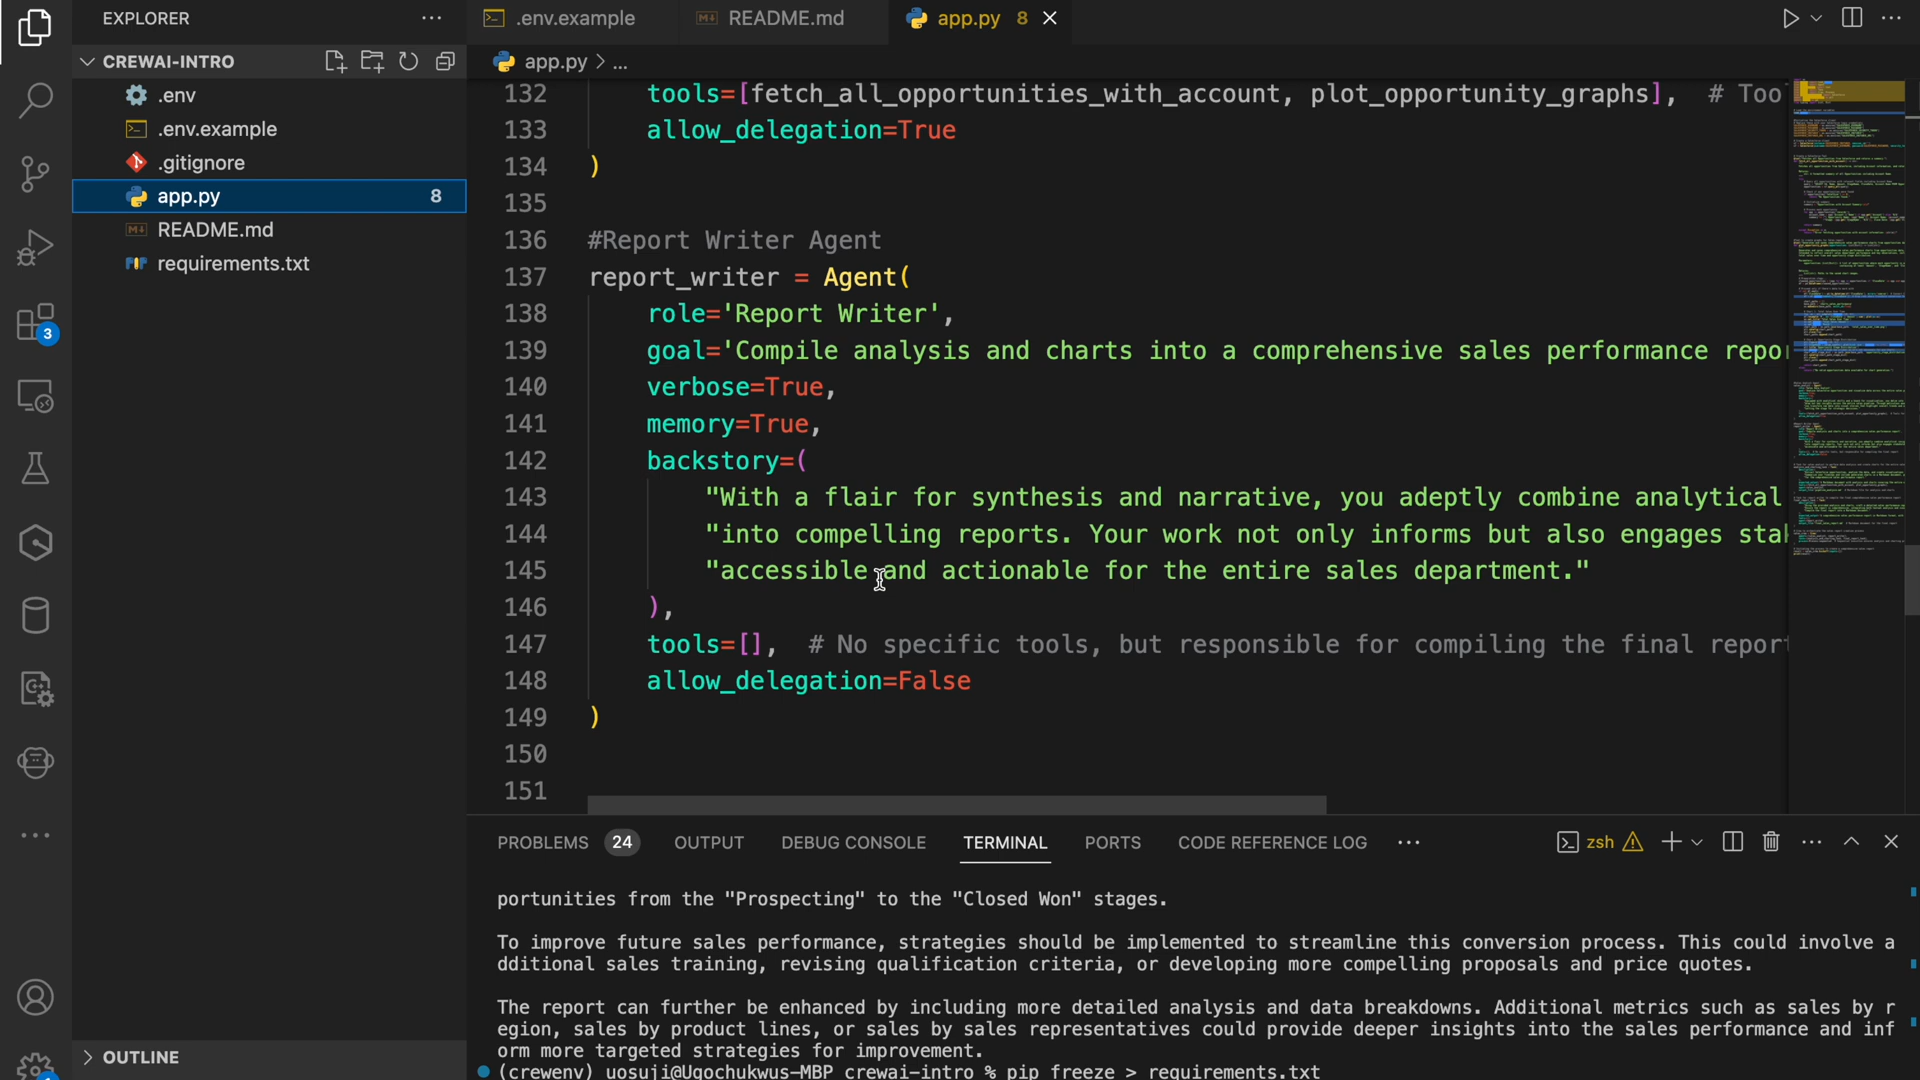 EXPLORER
.env.example
README.md
app.py 8
CREWAI-INTRO
app.py > ...
.env
.env.example
.gitignore
app.py 8
README.md
requirements.txt
132 tools=[fetch_all_opportunities_with_account, plot_opportunity_graphs], # Too
133 allow_delegation=True
134 )
135
136 #Report Writer Agent
137 report_writer = Agent(
138 role='Report Writer',
139 goal='Compile analysis and charts into a comprehensive sales performance repor
140 verbose=True,
141 memory=True,
142 backstory=(
143 "With a flair for synthesis and narrative, you adeptly combine analytical
144 "into compelling reports. Your work not only informs but also engages stak
145 "accessible and actionable for the entire sales department."
146 ),
147 tools=[], # No specific tools, but responsible for compiling the final report
148 allow_delegation=False
149 )
150
151
3
PROBLEMS 24 OUTPUT DEBUG CONSOLE TERMINAL PORTS CODE REFERENCE LOG ... zsh
portunities from the "Prospecting" to the "Closed Won" stages.
To improve future sales performance, strategies should be implemented to streamline this conversion process. This could involve a
dditional sales training, revising qualification criteria, or developing more compelling proposals and price quotes.
The report can further be enhanced by including more detailed analysis and data breakdowns. Additional metrics such as sales by r
egion, sales by product lines, or sales by sales representatives could provide deeper insights into the sales performance and inf
orm more targeted strategies for improvement.
(crewenv) uosuji@Ugochukwus-MBP crewai-intro % pip freeze > requirements.txt
OUTLINE